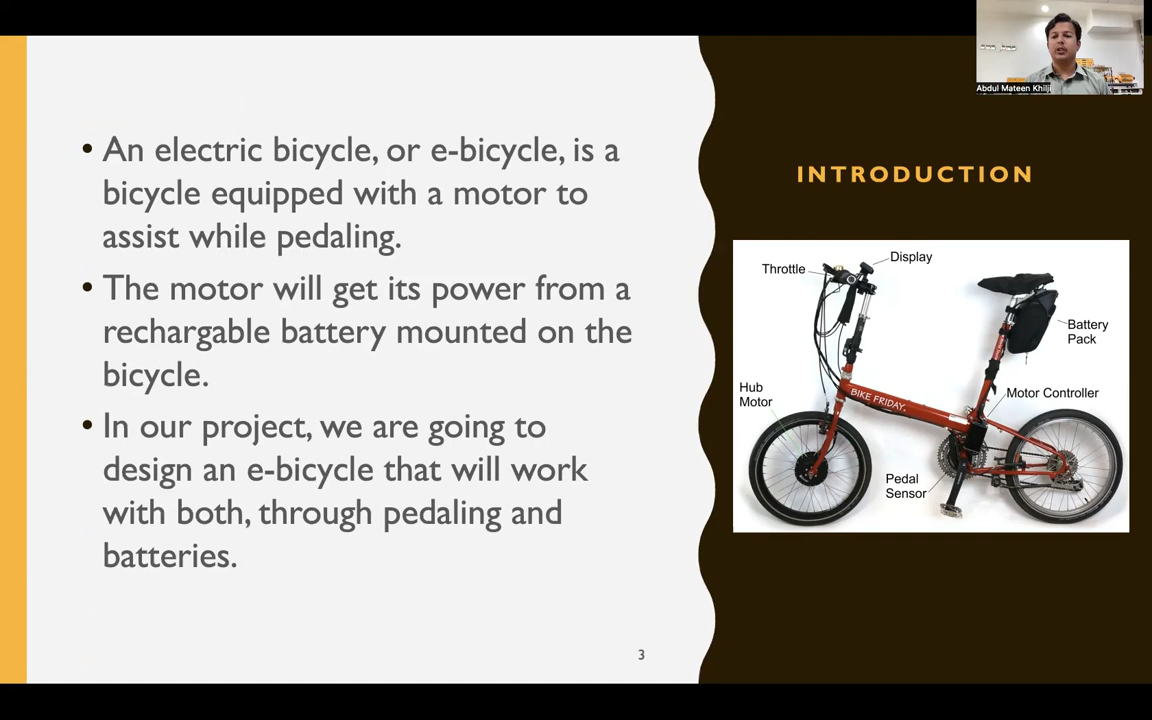 • An electric bicycle, or e-bicycle, is a
bicycle equipped with a motor to
assist while pedaling.
• The motor will get its power from a
rechargable battery mounted on the
bicycle.
• In our project, we are going to
design an e-bicycle that will work
with both, through pedaling and
batteries.
3
Abdul Mateen Khilji
INTRODUCTION
Display
Throttle
Battery
Pack
Hub
Motor
BIKE FRIDAY.
Motor Controller
Pedal
Sensor